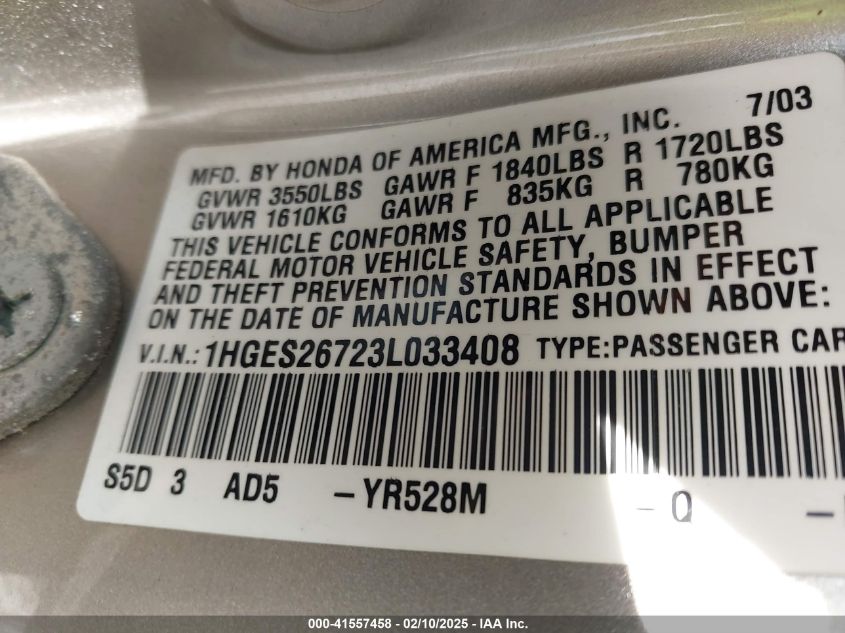 7/03
MFD. BY HONDA OF AMERICA MFG., INC.
GVWR 3550LBS GAWR F 1840LBS R 1720LBS
GVWR 1610KG GAWR F 835KG R 780KG
THIS VEHICLE CONFORMS TO ALL APPLICABLE
FEDERAL MOTOR VEHICLE SAFETY, BUMPER
AND THEFT PREVENTION STANDARDS IN EFFECT
ON THE DATE OF MANUFACTURE SHOWN ABOVE:
V.I.N.: 1HGES26723L033408 TYPE:PASSENGER CAR
S5D 3 AD5 -YR528M - Q -
000-41557458 - 02/10/2025 - IAA Inc.